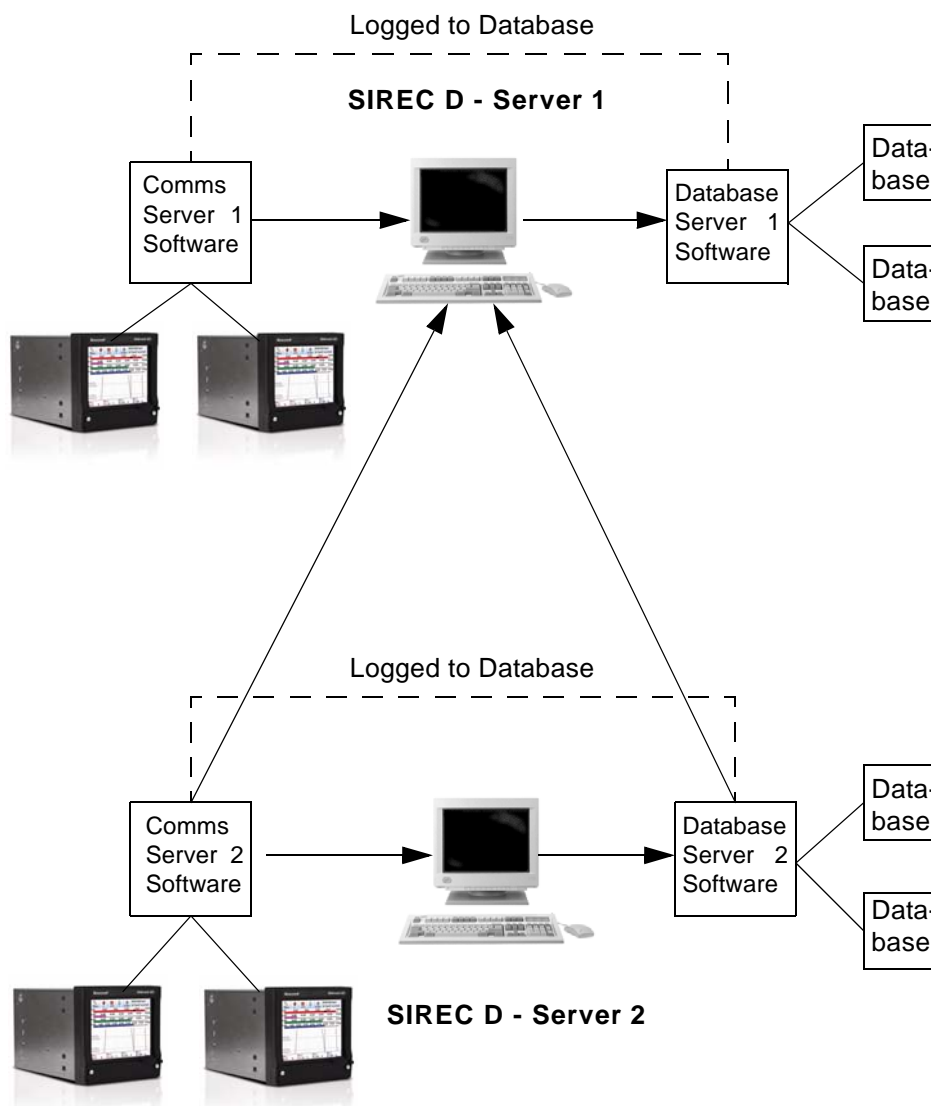 Logged to Database
SIREC D - Server 1
Comms
Server 1
Software
Database
Server 1
Software
Data-
base
Data-
base
Logged to Database
Comms
Server 2
Software
Database
Server 2
Software
Data-
base
Data-
base
SIREC D - Server 2